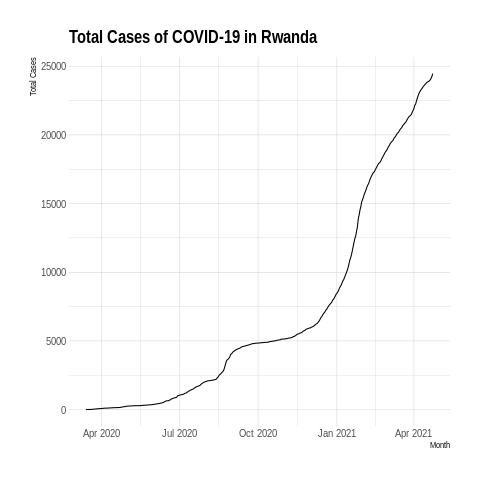 Total Cases of COVID-19 in Rwanda
Total Cases
25000
20000
15000
10000
5000
0
Apr 2020 Jul 2020 Oct 2020 Jan 2021 Apr 2021
Month